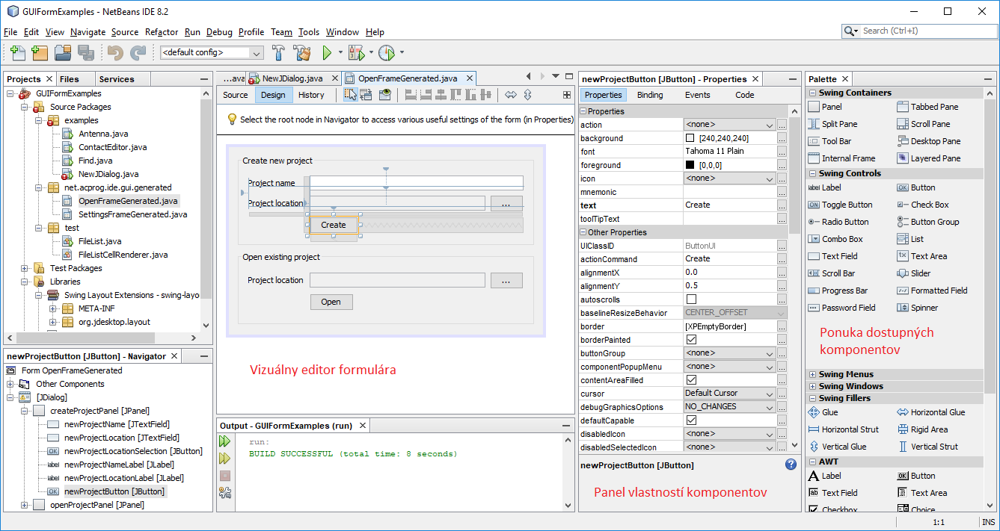 GUIFormExamples - NetBeans IDE 8.2
File Edit View Navigate Source Refactor Run Debug Profile Team Tools Window Help
Search (Ctrl+I)
<default config>
Projects
Files
Services
GUIFormExamples
Source Packages
examples
Antenna.java
ContactEditor.java
Find.java
NewJDialog.java
net.acprog.ide.gui.generated
OpenFrameGenerated.java
SettingsFrameGenerated.java
test
FileList.java
FileListCellRenderer.java
Test Packages
Libraries
Swing Layout Extensions - swing-layo
META-INF
org.jdesktop.layout
newProjectButton [JButton] - Navigator
Form OpenFrameGenerated
Other Components
[JDialog]
createProjectPanel [JPanel]
newProjectName [JTextField]
newProjectLocation [JTextField]
newProjectLocationSelection [JButton]
newProjectNameLabel [JLabel]
newProjectLocationLabel [JLabel]
newProjectButton [JButton]
openProjectPanel [JPanel]
...ava
NewJDialog.java
OpenFrameGenerated.java
Source
Design
History
Select the root node in Navigator to access various useful settings of the form (in Properties)
Create new project
Project name
Project location
...
Create
Open existing project
Project location
...
Open
Vizuálny editor formulára
Output - GUIFormExamples (run)
run:
BUILD SUCCESSFUL (total time: 8 seconds)
newProjectButton [JButton] - Properties
Properties
Binding
Events
Code
Properties
action <none> ...
background [240,240,240] ...
font Tahoma 11 Plain ...
foreground [0,0,0] ...
icon <none> ...
mnemonic ...
text Create ...
toolTipText ...
Other Properties
UIClassID ButtonUI ...
actionCommand Create ...
alignmentX 0.0 ...
alignmentY 0.5 ...
autoscrolls ...
baselineResizeBehavior CENTER_OFFSET ...
border [XPEmptyBorder] ...
borderPainted ...
buttonGroup <none> ...
componentPopupMenu <none> ...
contentAreaFilled ...
cursor Default Cursor ...
debugGraphicsOptions NO_CHANGES ...
defaultCapable ...
disabledIcon <none> ...
disabledSelectedIcon <none> ...
newProjectButton [JButton]
Panel vlastností komponentov
Palette
Swing Containers
Panel Tabbed Pane
Split Pane Scroll Pane
Tool Bar Desktop Pane
Internal Frame Layered Pane
Swing Controls
label Label OK Button
ON Toggle Button Check Box
Radio Button Button Group
Combo Box List
Text Field Text Area
Scroll Bar Slider
Progress Bar Formatted Field
Password Field Spinner
Ponuka dostupných
komponentov
Swing Menus
Swing Windows
Swing Fillers
Glue Horizontal Glue
Horizontal Strut Rigid Area
Vertical Glue Vertical Strut
AWT
A Label OK Button
Text Field Text Area
Checkbox Choice
1:1
INS